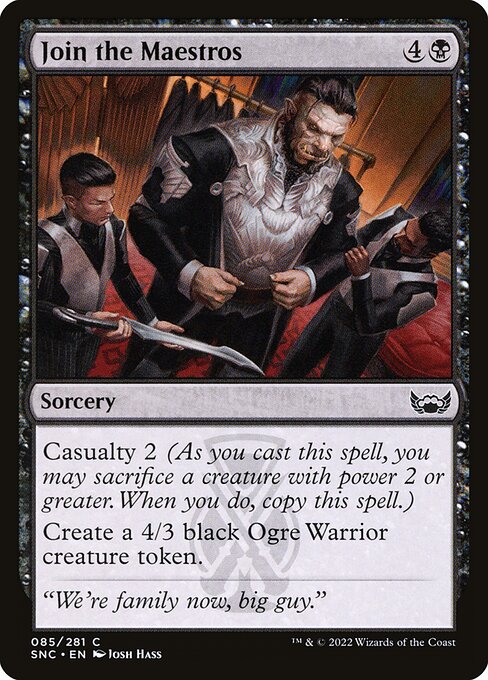 Join the Maestros 4
Sorcery
Casualty 2 (As you cast this spell, you
may sacrifice a creature with power 2 or
greater. When you do, copy this spell.)
Create a 4/3 black Ogre Warrior
creature token.
“We’re family now, big guy.”
085/281 C
SNC • EN Josh Hass
™ & © 2022 Wizards of the Coast